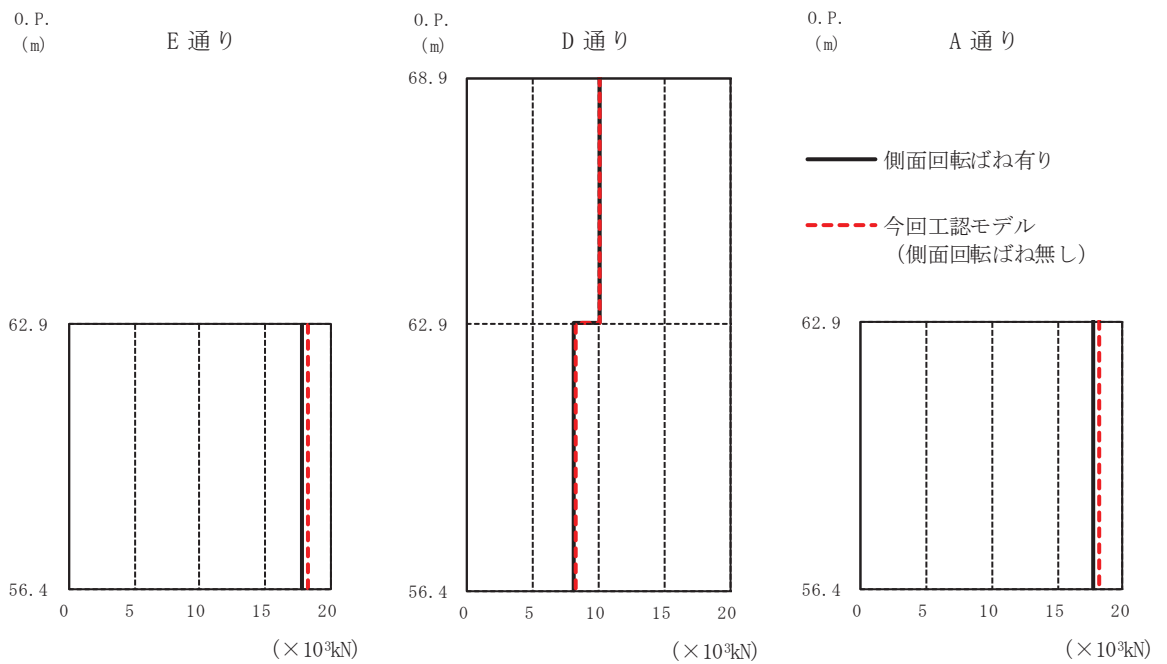 O.P.
(m)
E 通り
62.9
56.4
0 5 10 15 20
(×10³kN)
O.P.
(m)
D 通り
68.9
62.9
56.4
0 5 10 15 20
(×10³kN)
O.P.
(m)
A 通り
側面回転ばね有り
今回工認モデル
(側面回転ばね無し)
62.9
56.4
0 5 10 15 20
(×10³kN)